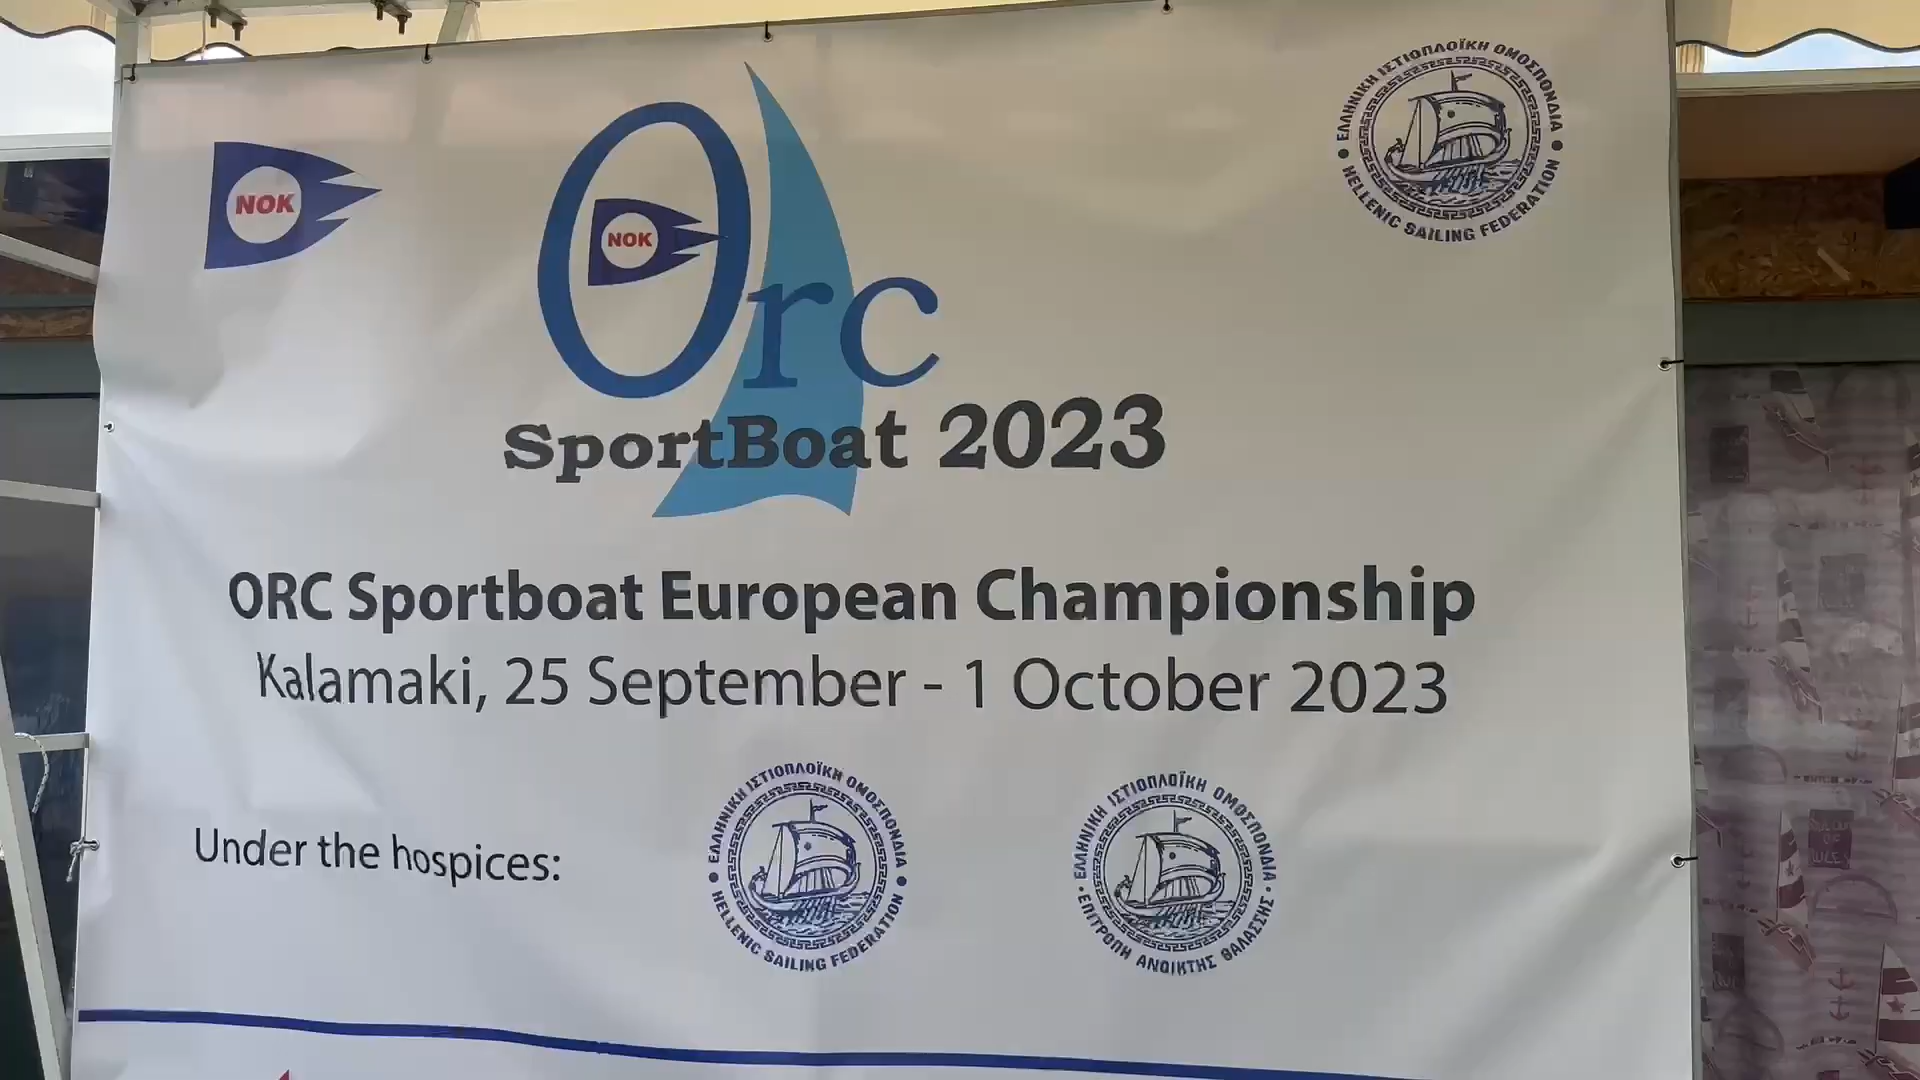 NOK
Orc
NOK
SportBoat 2023
ΕΛΛΗΝΙΚΗ ΙΣΤΙΟΠΛΟΪΚΗ ΟΜΟΣΠΟΝΔΙΑ
HELLENIC SAILING FEDERATION
ORC Sportboat European Championship
Kalamaki, 25 September - 1 October 2023
Under the hospices:
ΕΛΛΗΝΙΚΗ ΙΣΤΙΟΠΛΟΪΚΗ ΟΜΟΣΠΟΝΔΙΑ
HELLENIC SAILING FEDERATION
ΕΛΛΗΝΙΚΗ ΙΣΤΙΟΠΛΟΪΚΗ ΟΜΟΣΠΟΝΔΙΑ
ΕΠΙΤΡΟΠΗ ΑΝΟΙΚΤΗΣ ΘΑΛΑΣΣΗΣ